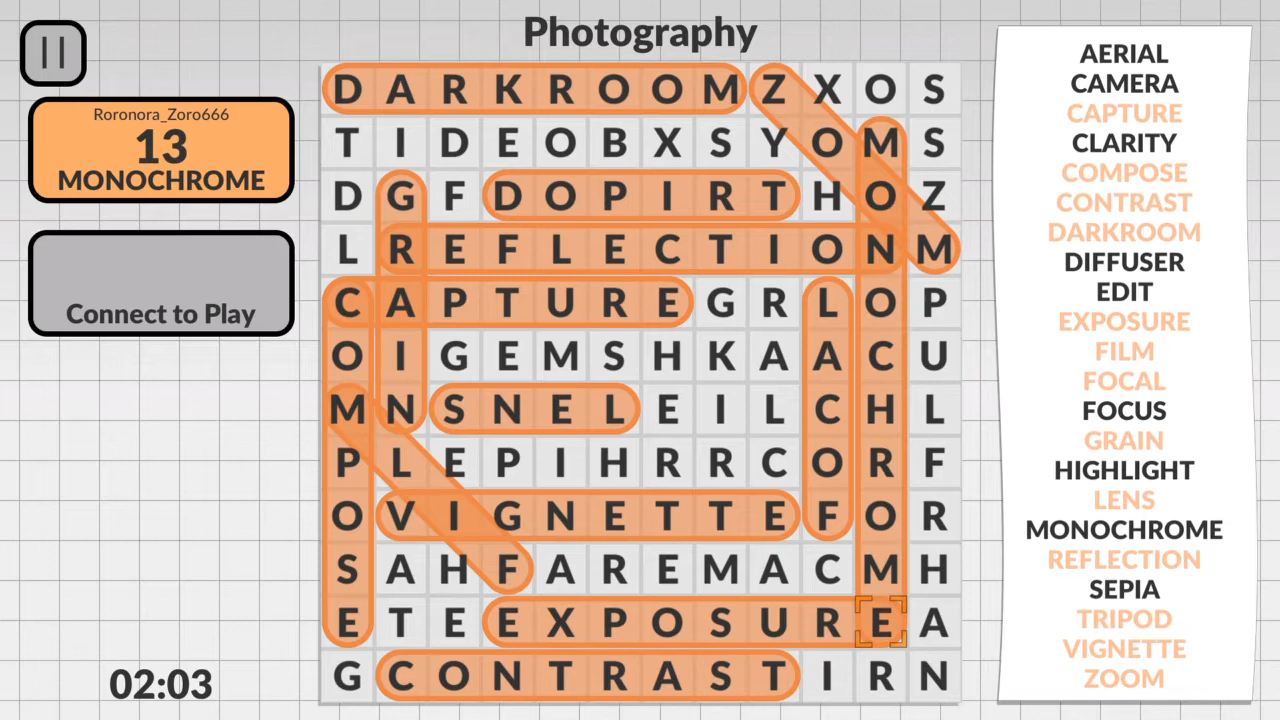 Photography
Roronora_Zoro666
13
MONOCHROME
Connect to Play
02:03
D A R K R O O M Z X O S
T I D E O B X S Y O M S
D G F D O P I R T H O Z
L R E F L E C T I O N M
C A P T U R E G R L O P
O I G E M S H K A A C U
M N S N E L E I L C H L
P L E P I H R R C O R F
O V I G N E T T E F O R
S A H F A R E M A C M H
E T E E X P O S U R E A
G C O N T R A S T I R N
AERIAL
CAMERA
CAPTURE
CLARITY
COMPOSE
CONTRAST
DARKROOM
DIFFUSER
EDIT
EXPOSURE
FILM
FOCAL
FOCUS
GRAIN
HIGHLIGHT
LENS
MONOCHROME
REFLECTION
SEPIA
TRIPOD
VIGNETTE
ZOOM